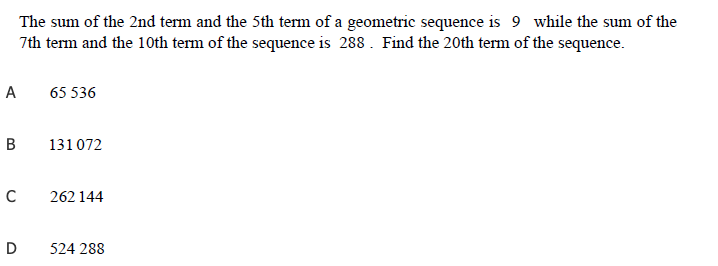 The sum of the 2nd term and the 5th term of a geometric sequence is 9 while the sum of the
7th term and the 10th term of the sequence is 288 . Find the 20th term of the sequence.
A 65 536
B 131 072
C 262 144
D 524 288